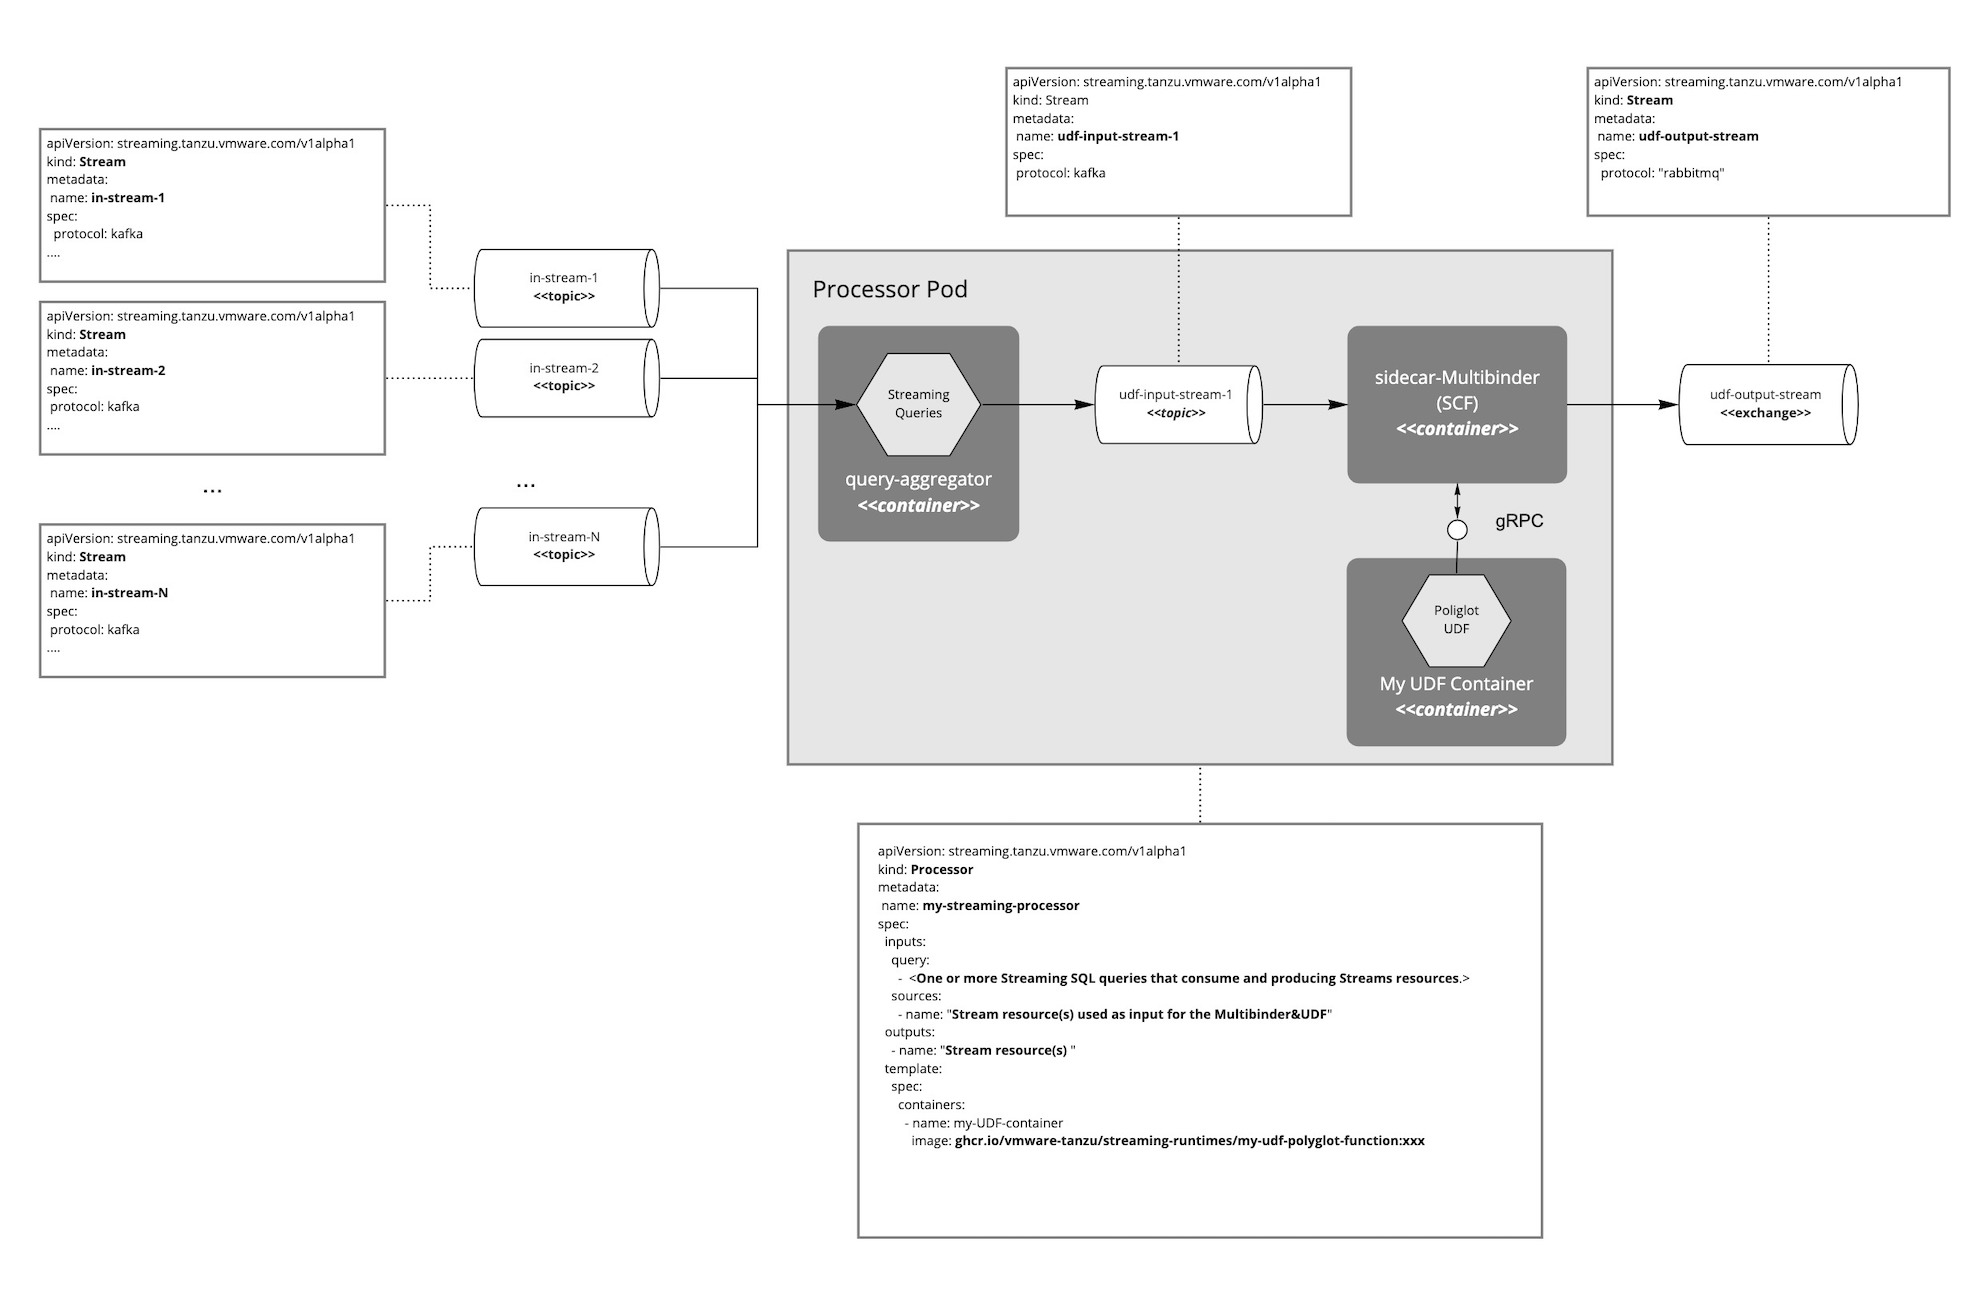 apiVersion: streaming.tanzu.vmware.com/v1alpha1
kind: Stream
metadata:
name: in-stream-1
spec:
protocol: kafka
....
apiVersion: streaming.tanzu.vmware.com/v1alpha1
kind: Stream
metadata:
name: in-stream-2
spec:
protocol: kafka
....
...
apiVersion: streaming.tanzu.vmware.com/v1alpha1
kind: Stream
metadata:
name: in-stream-N
spec:
protocol: kafka
....
in-stream-1
<<topic>>
in-stream-2
<<topic>>
...
in-stream-N
<<topic>>
apiVersion: streaming.tanzu.vmware.com/v1alpha1
kind: Stream
metadata:
name: udf-input-stream-1
spec:
protocol: kafka
apiVersion: streaming.tanzu.vmware.com/v1alpha1
kind: Stream
metadata:
name: udf-output-stream
spec:
protocol: "rabbitmq"
Processor Pod
Streaming
Queries
query-aggregator
<<container>>
udf-input-stream-1
<<topic>>
sidecar-Multibinder
(SCF)
<<container>>
gRPC
Poliglot
UDF
My UDF Container
<<container>>
udf-output-stream
<<exchange>>
apiVersion: streaming.tanzu.vmware.com/v1alpha1
kind: Processor
metadata:
name: my-streaming-processor
spec:
inputs:
query:
- <One or more Streaming SQL queries that consume and producing Streams resources.>
sources:
- name: "Stream resource(s) used as input for the Multibinder&UDF"
outputs:
- name: "Stream resource(s) "
template:
spec:
containers:
- name: my-UDF-container
image: ghcr.io/vmware-tanzu/streaming-runtimes/my-udf-polyglot-function:xxx